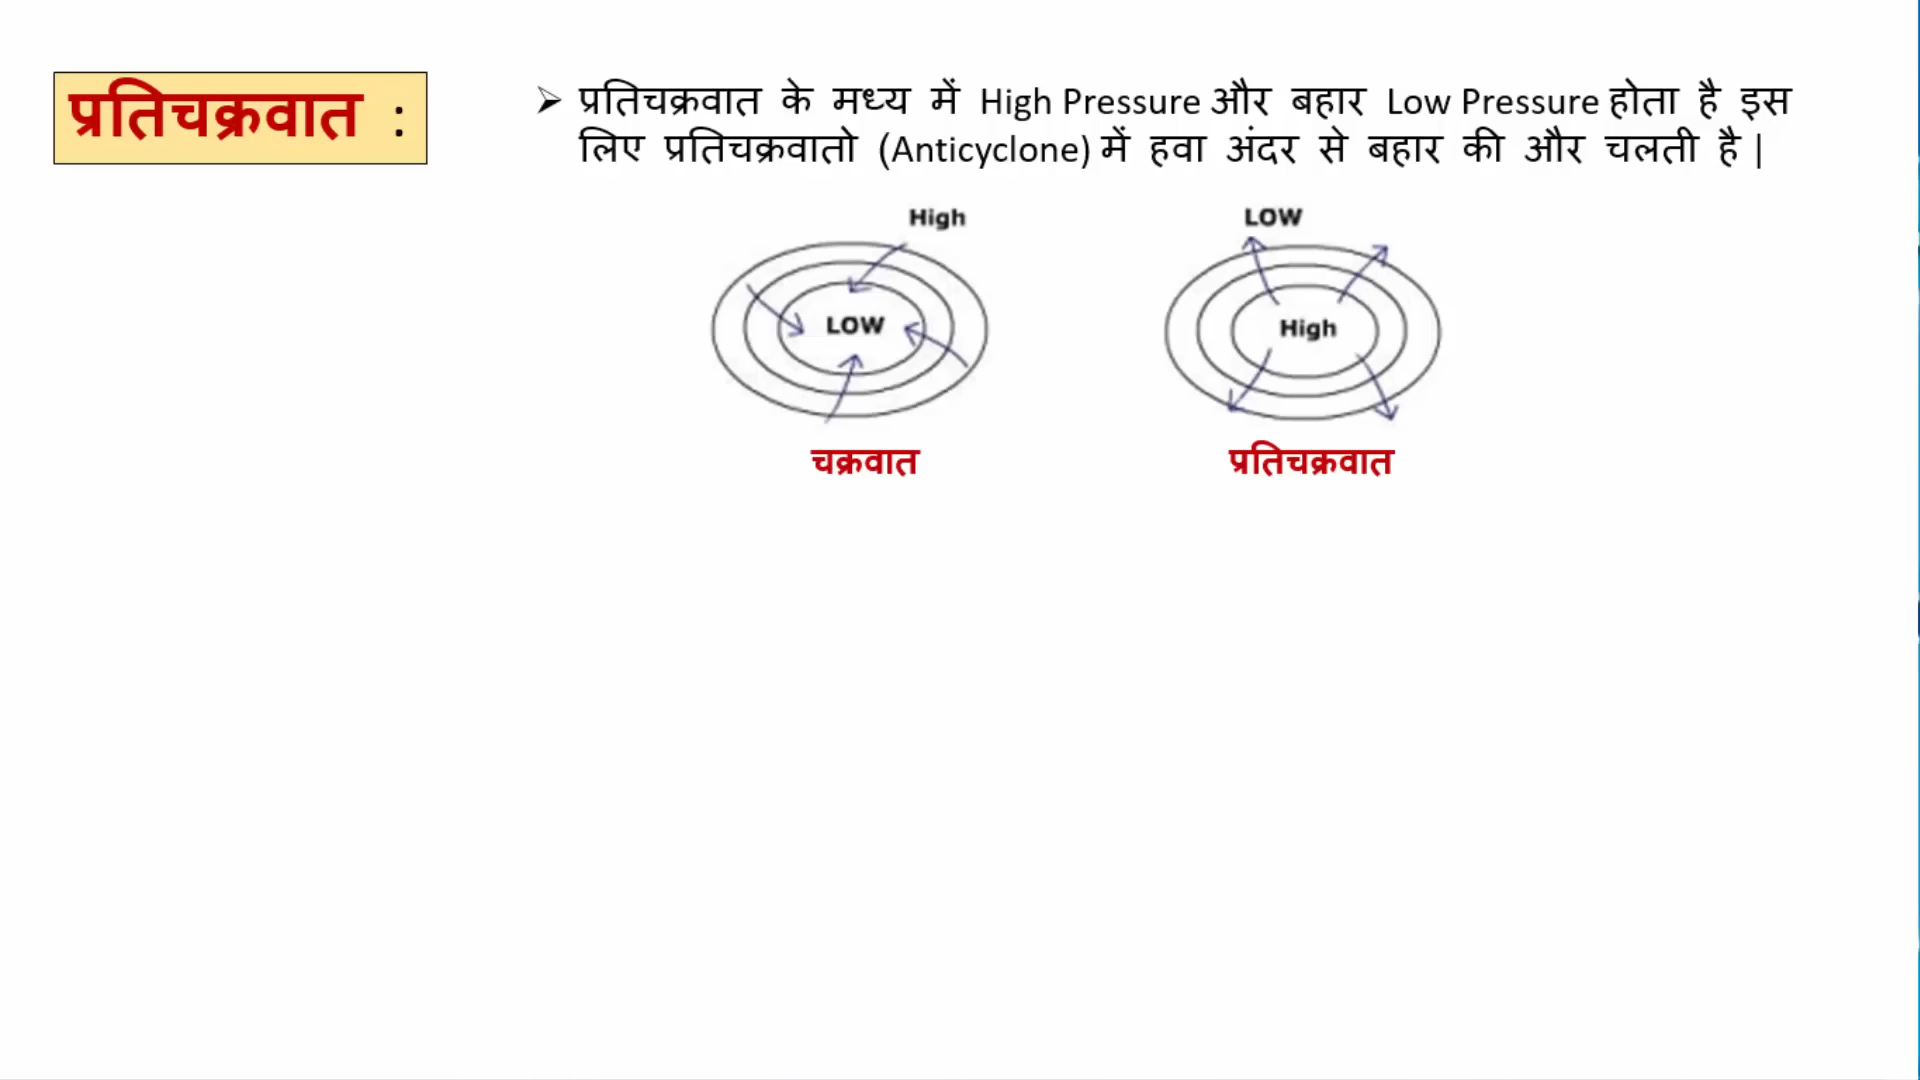 प्रतिचक्रवात :
➢ प्रतिचक्रवात के मध्य में High Pressure और बहार Low Pressure होता है इस
लिए प्रतिचक्रवातो (Anticyclone) में हवा अंदर से बहार की और चलती है |
High
LOW
LOW
High
चक्रवात
प्रतिचक्रवात